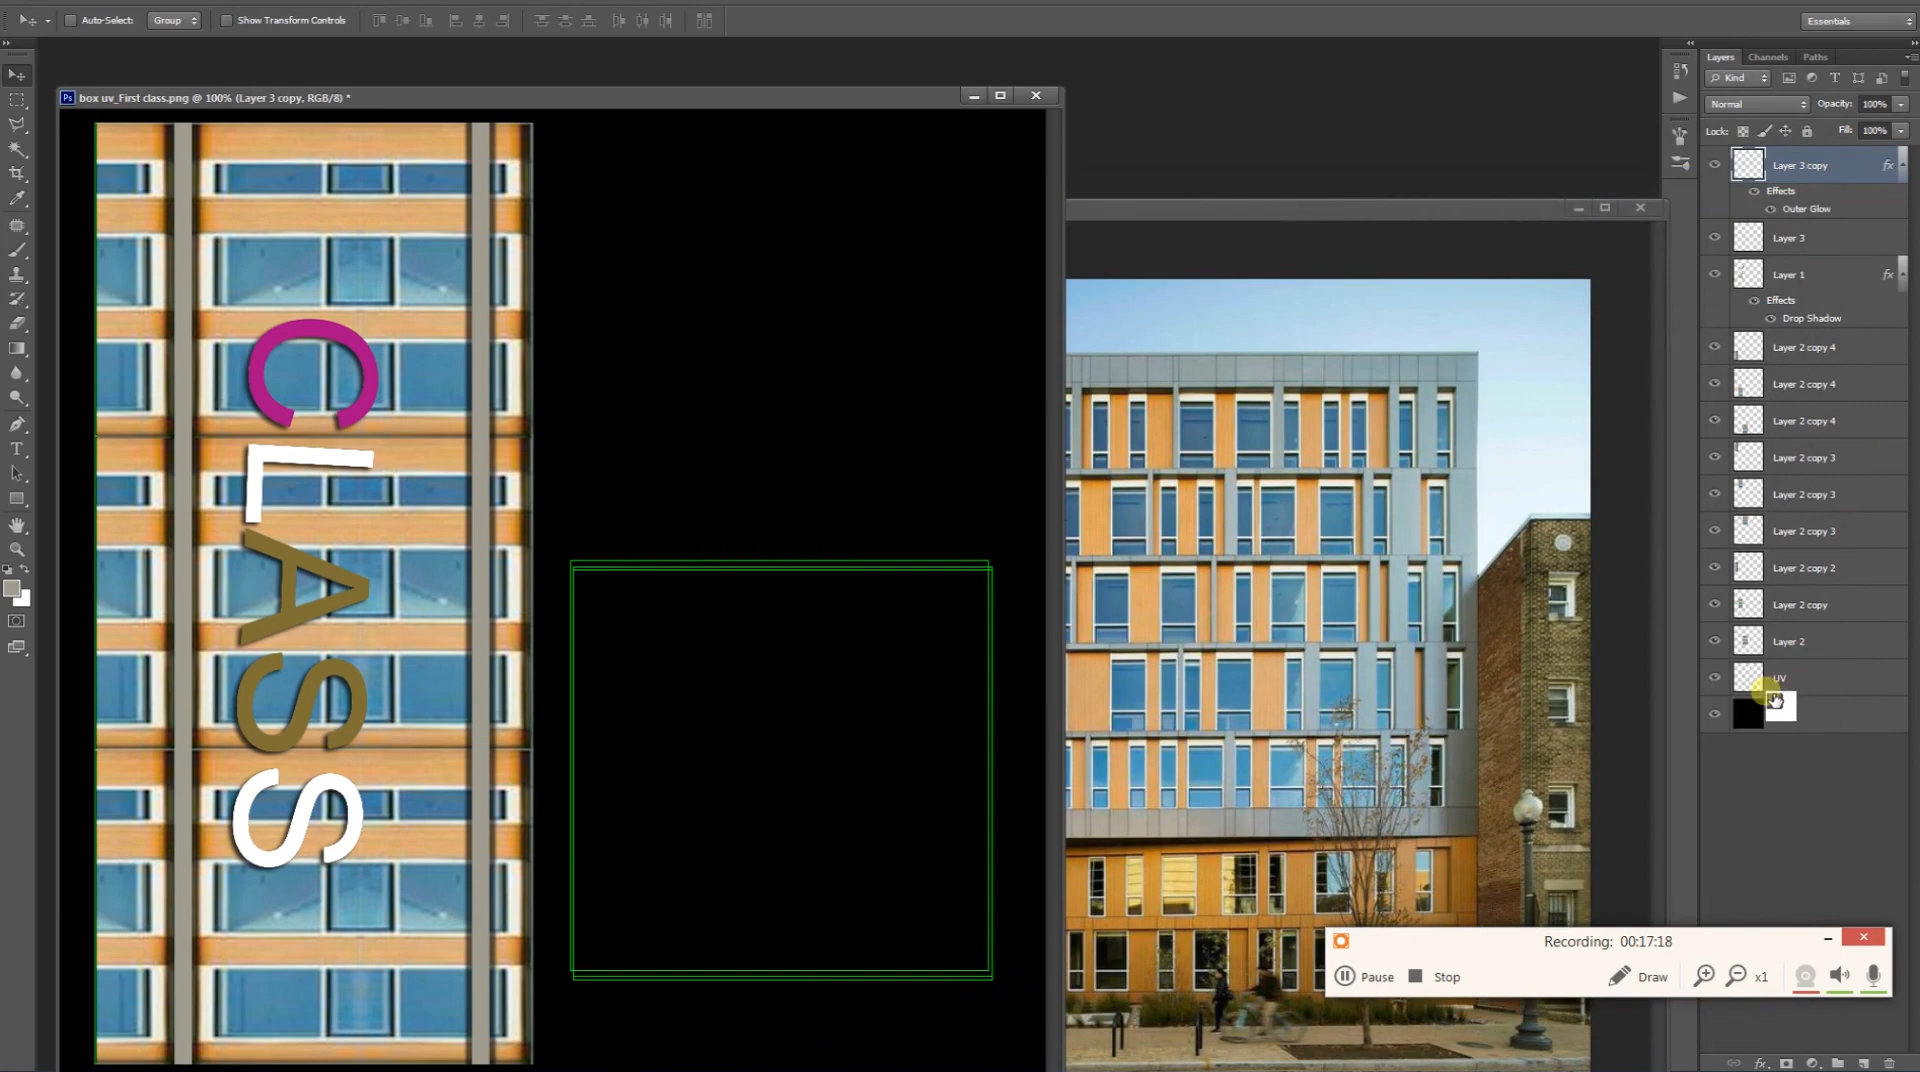 Auto-Select:
Group
Show Transform Controls
Essentials
box uv_First class.png @ 100% (Layer 3 copy, RGB/8) *
C
L
A
S
S
Layers
Channels
Paths
Kind
Normal
Opacity: 100%
Lock:
Fill: 100%
Layer 3 copy
fx
Effects
Outer Glow
Layer 3
Layer 1
fx
Effects
Drop Shadow
Layer 2 copy 4
Layer 2 copy 4
Layer 2 copy 4
Layer 2 copy 3
Layer 2 copy 3
Layer 2 copy 3
Layer 2 copy 2
Layer 2 copy
Layer 2
UV
Recording: 00:17:18
Pause
Stop
Draw
x1
fx